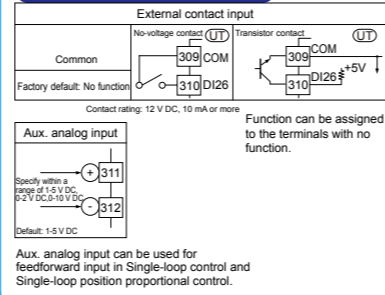 External contact input
No-voltage contact UT Transistor contact UT
Common 309 COM 309 COM
+5V
Factory default: No function 310 DI26 310 DI26
Contact rating: 12 V DC, 10 mA or more
Function can be assigned
to the terminals with no
function.
Aux. analog input
+ 311
Specify within a
range of 1-5 V DC,
0-2 V DC,0-10 V DC
- 312
Default: 1-5 V DC
Aux. analog input can be used for
feedforward input in Single-loop control and
Single-loop position proportional control.